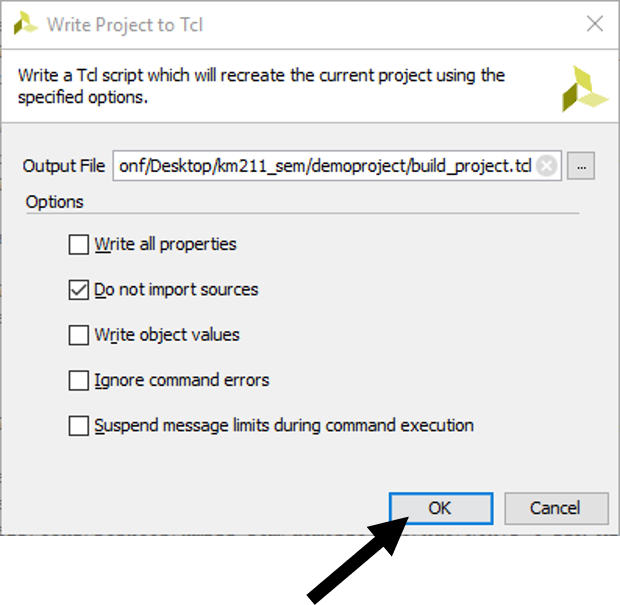 Write Project to Tcl
Write a Tcl script which will recreate the current project using the
specified options.
Output File onf/Desktop/km211_sem/demoproject/build_project.tcl ...
Options
Write all properties
Do not import sources
Write object values
Ignore command errors
Suspend message limits during command execution
OK Cancel